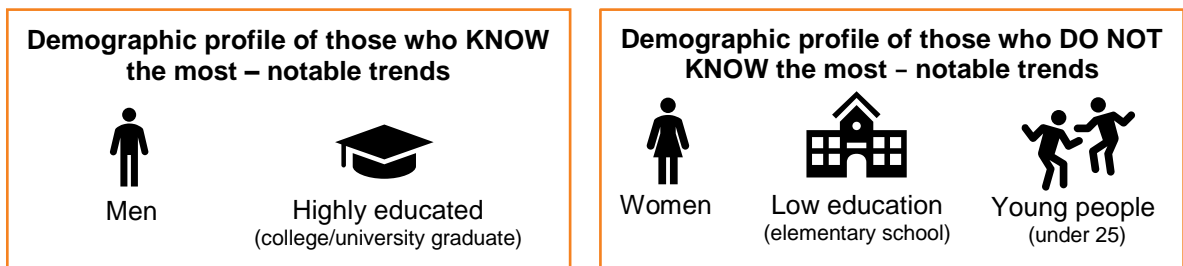 Demographic profile of those who KNOW
the most – notable trends
Men
Highly educated
(college/university graduate)
Demographic profile of those who DO NOT
KNOW the most – notable trends
Women
Low education
(elementary school)
Young people
(under 25)